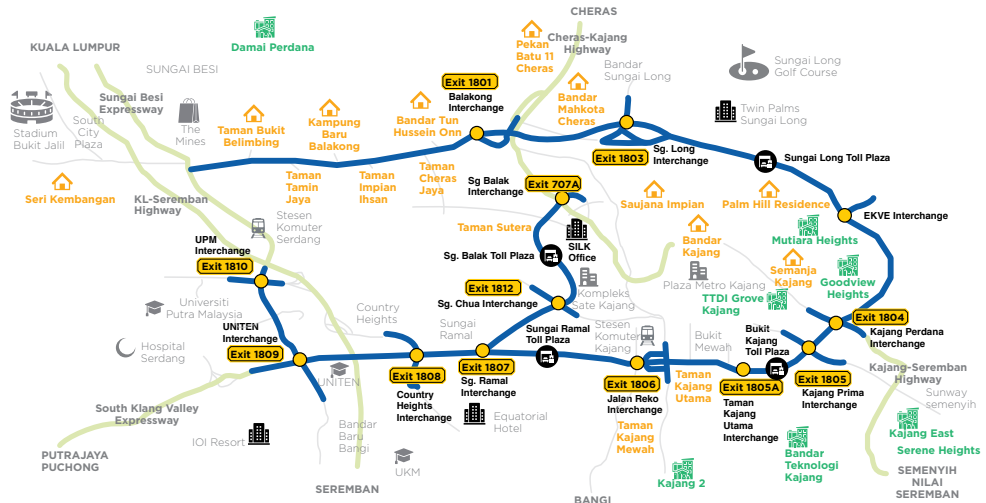 CHERAS
KUALA LUMPUR
Damai Perdana
Pekan
Batu 11
Cheras
Cheras-Kajang
Highway
SUNGAI BESI
Exit 1801
Balakong
Interchange
Bandar
Sungai Long
Sungai Long
Golf Course
Sungai Besi
Expressway
Stadium
Bukit Jalil
South
City
Plaza
The
Mines
Taman Bukit
Belimbing
Kampung
Baru
Balakong
Bandar Tun
Hussein Onn
Bandar
Mahkota
Cheras
Twin Palms
Sungai Long
Exit 1803
Sg. Long
Interchange
Sungai Long Toll Plaza
Seri Kembangan
KL-Seremban
Highway
Taman
Tamin
Jaya
Taman
Impian
Ihsan
Taman
Cheras
Jaya
Sg Balak
Interchange
Exit 707A
Saujana Impian
Palm Hill Residence
EKVE Interchange
Stesen
Komuter
Serdang
Taman Sutera
SILK
Office
Bandar
Kajang
Mutiara Heights
UPM
Interchange
Exit 1810
Sg. Balak Toll Plaza
Kompleks
Sate Kajang
Plaza Metro Kajang
Semanja
Kajang
Goodview
Heights
TTDI Grove
Kajang
Exit 1812
Sg. Chua Interchange
Universiti
Putra Malaysia
Country
Heights
Sungai
Ramal
Sungai Ramal
Toll Plaza
Stesen
Komuter
Kajang
Bukit
Mewah
Bukit
Kajang
Toll Plaza
Exit 1804
Kajang Perdana
Interchange
UNITEN
Interchange
Exit 1809
Hospital
Serdang
UNITEN
Exit 1808
Country
Heights
Interchange
Exit 1807
Sg. Ramal
Interchange
Exit 1806
Jalan Reko
Interchange
Taman
Kajang
Utama
Exit 1805A
Taman
Kajang
Utama
Interchange
Exit 1805
Kajang Prima
Interchange
Kajang-Seremban
Highway
Sunway
semenyih
South Klang Valley
Expressway
IOI Resort
Bandar
Baru
Bangi
Equatorial
Hotel
UKM
Taman
Kajang
Mewah
Kajang 2
Bandar
Teknologi
Kajang
Kajang East
Serene Heights
PUTRAJAYA
PUCHONG
SEREMBAN
BANGI
SEMENYIH
NILAI
SEREMBAN